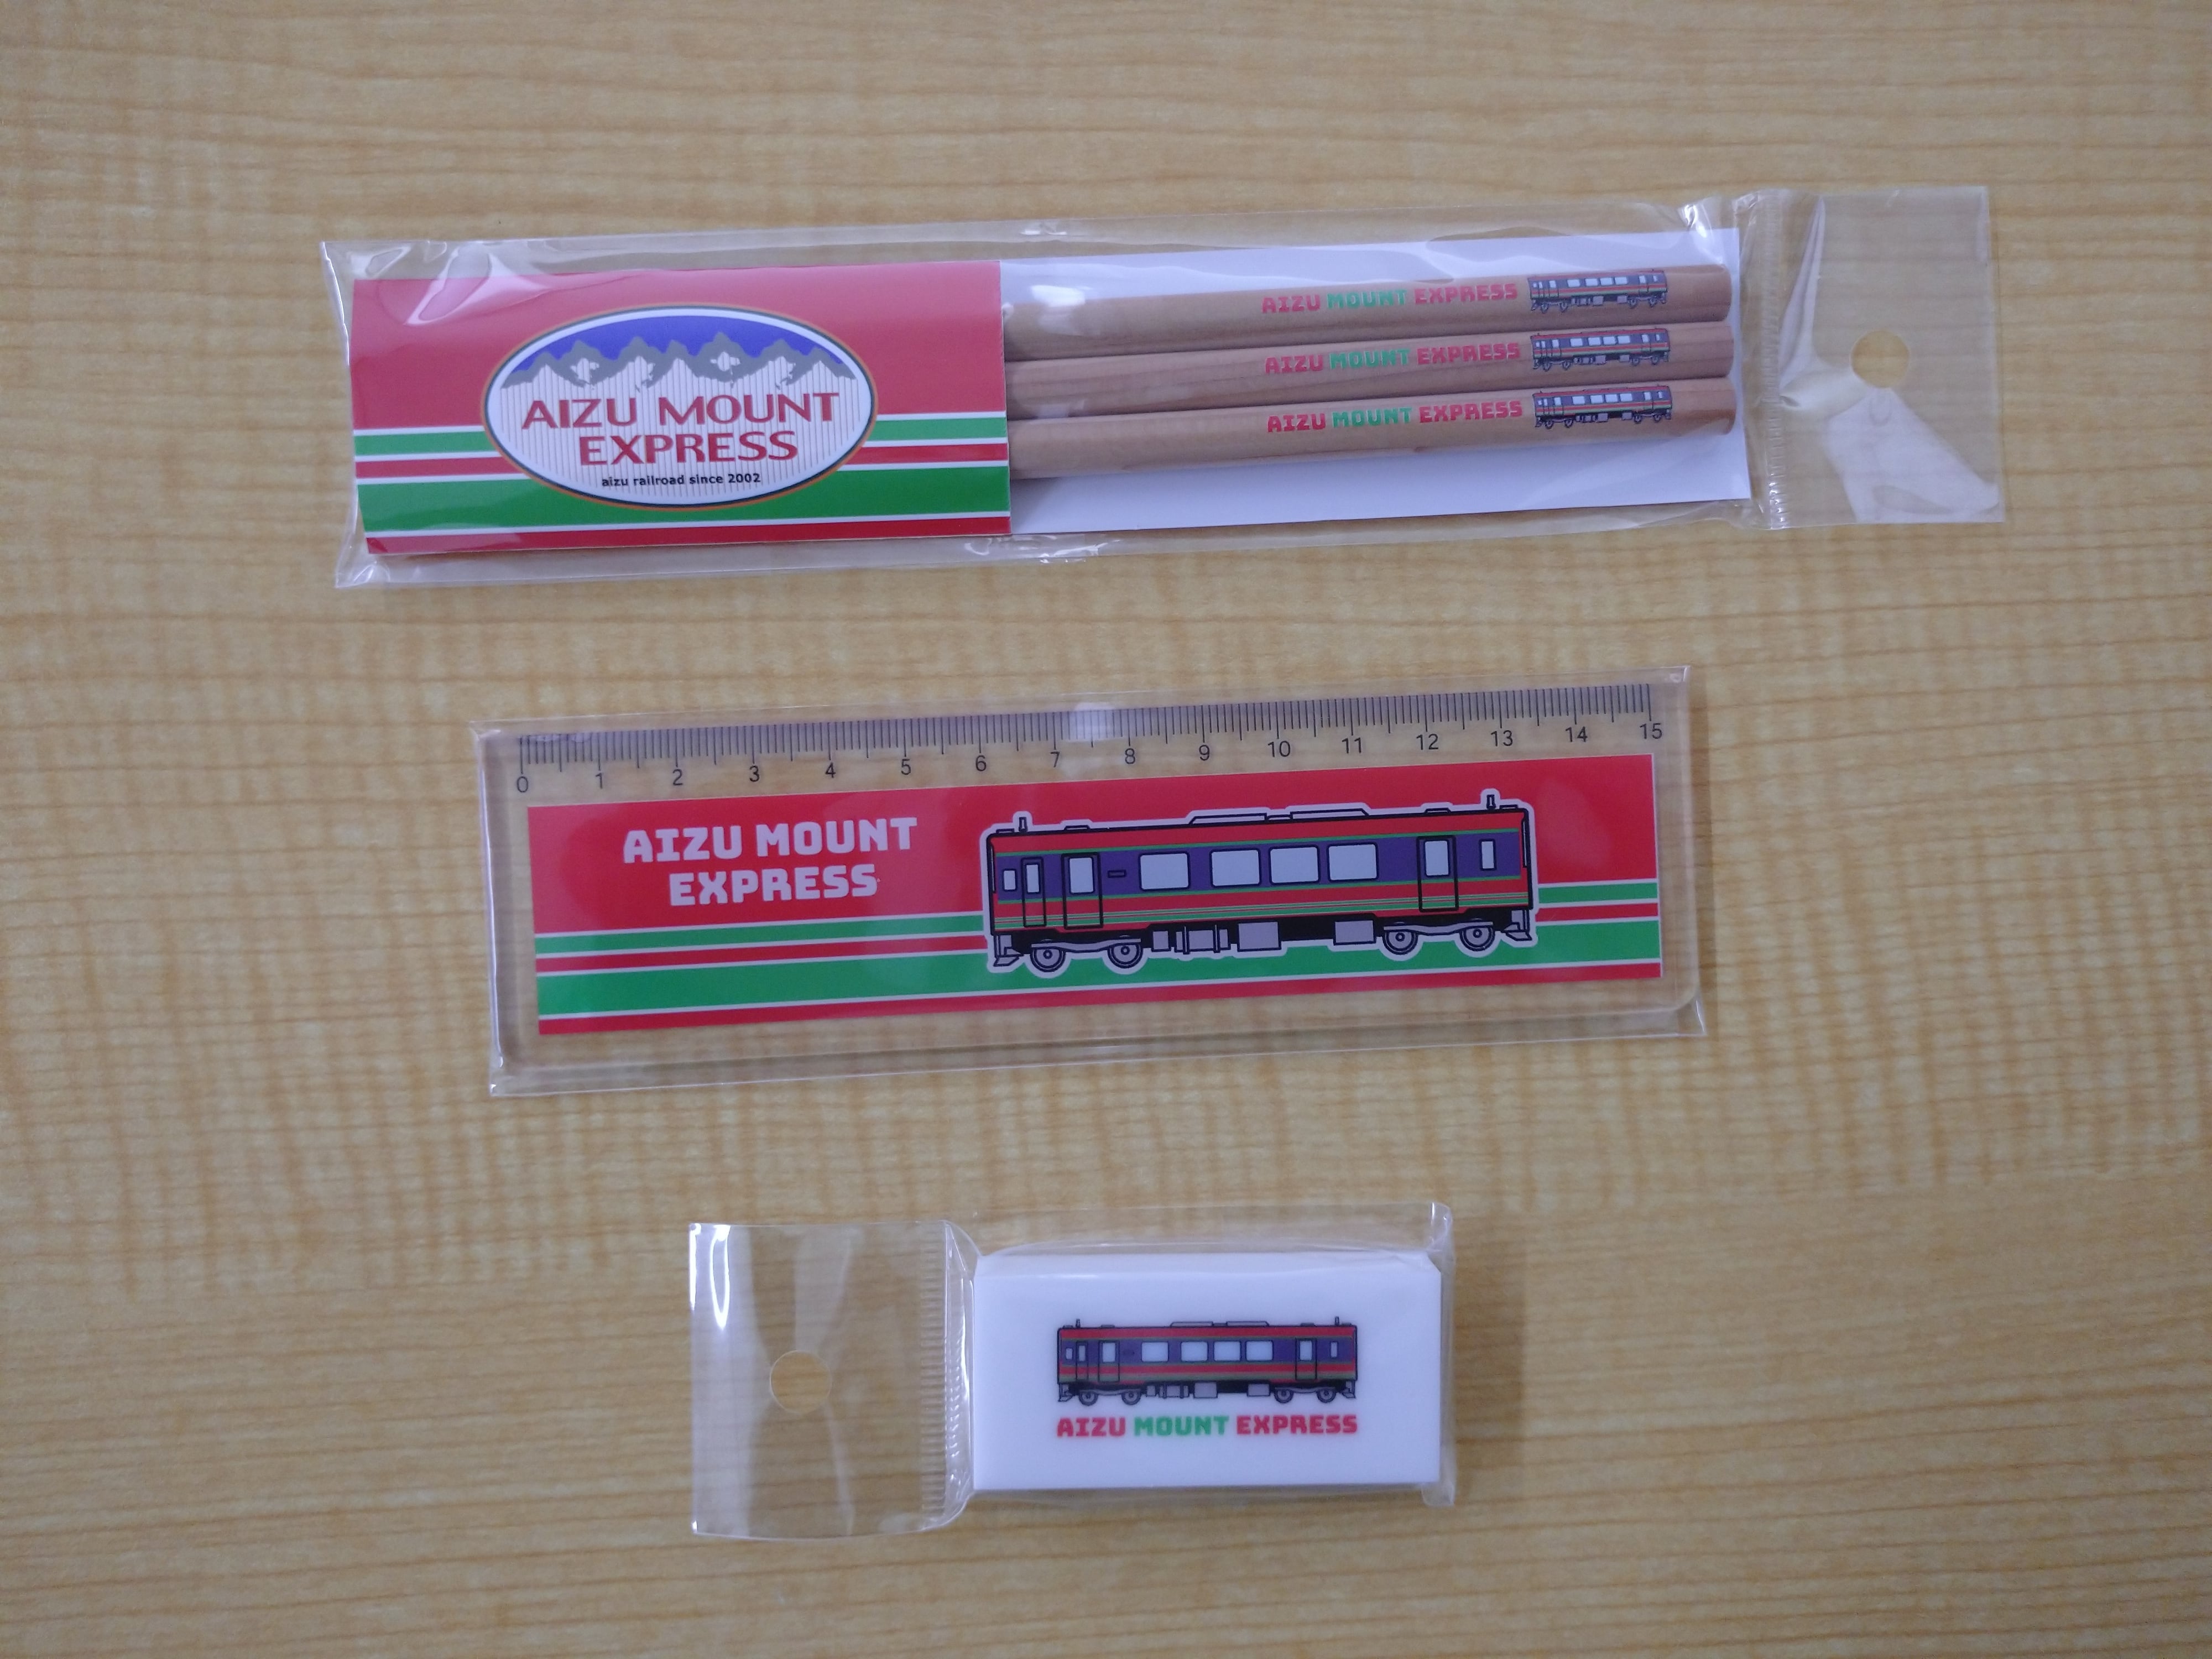 AIZU MOUNT
EXPRESS
aizu railroad since 2002
AIZU MOUNT EXPRESS
AIZU MOUNT EXPRESS
AIZU MOUNT EXPRESS
0 1 2 3 4 5 6 7 8 9 10 11 12 13 14 15
AIZU MOUNT
EXPRESS
AIZU MOUNT EXPRESS